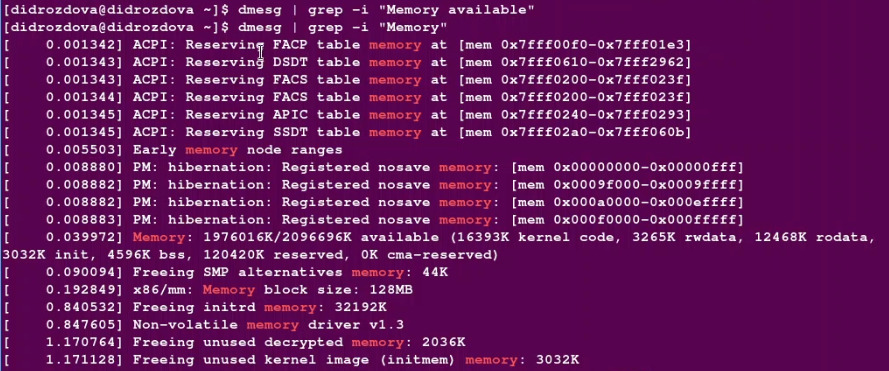 [didrozdova@didrozdova ~]$ dmesg | grep -i "Memory available"
[didrozdova@didrozdova ~]$ dmesg | grep -i "Memory"
[    0.001342] ACPI: Reserving FACP table memory at [mem 0x7fff00f0-0x7fff01e3]
[    0.001343] ACPI: Reserving DSDT table memory at [mem 0x7fff0610-0x7fff2962]
[    0.001343] ACPI: Reserving FACS table memory at [mem 0x7fff0200-0x7fff023f]
[    0.001344] ACPI: Reserving FACS table memory at [mem 0x7fff0200-0x7fff023f]
[    0.001345] ACPI: Reserving APIC table memory at [mem 0x7fff0240-0x7fff0293]
[    0.001345] ACPI: Reserving SSDT table memory at [mem 0x7fff02a0-0x7fff060b]
[    0.005503] Early memory node ranges
[    0.008880] PM: hibernation: Registered nosave memory: [mem 0x00000000-0x00000fff]
[    0.008882] PM: hibernation: Registered nosave memory: [mem 0x0009f000-0x0009ffff]
[    0.008882] PM: hibernation: Registered nosave memory: [mem 0x000a0000-0x000effff]
[    0.008883] PM: hibernation: Registered nosave memory: [mem 0x000f0000-0x000fffff]
[    0.039972] Memory: 1976016K/2096696K available (16393K kernel code, 3265K rwdata, 12468K rodata,
3032K init, 4596K bss, 120420K reserved, 0K cma-reserved)
[    0.090094] Freeing SMP alternatives memory: 44K
[    0.192849] x86/mm: Memory block size: 128MB
[    0.840532] Freeing initrd memory: 32192K
[    0.847605] Non-volatile memory driver v1.3
[    1.170764] Freeing unused decrypted memory: 2036K
[    1.171128] Freeing unused kernel image (initmem) memory: 3032K